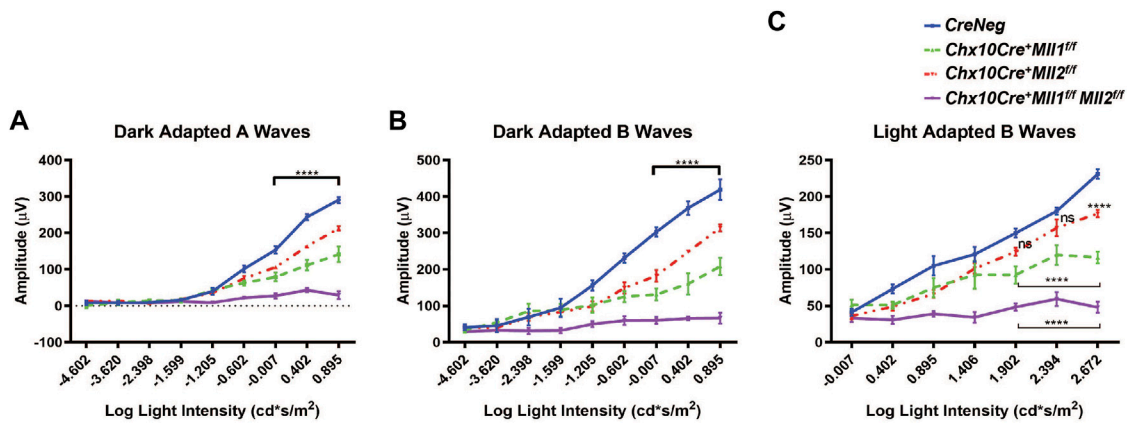 C
CreNeg
Chx10Cre+Mll1f/f
Chx10Cre+Mll2f/f
Chx10Cre+Mll1f/f Mll2f/f
A
Dark Adapted A Waves
Amplitude (μV)
400
300
200
100
0
-100
****
-4.602
-3.620
-2.398
-1.599
-1.205
-0.602
-0.007
0.402
0.895
Log Light Intensity (cd*s/m2)
B
Dark Adapted B Waves
Amplitude (μV)
500
400
300
200
100
0
****
-4.602
-3.620
-2.398
-1.599
-1.205
-0.602
-0.007
0.402
0.895
Log Light Intensity (cd*s/m2)
Light Adapted B Waves
Amplitude (μV)
250
200
150
100
50
0
****
ns
ns
****
****
-0.007
0.402
0.895
1.406
1.902
2.394
2.672
Log Light Intensity (cd*s/m2)